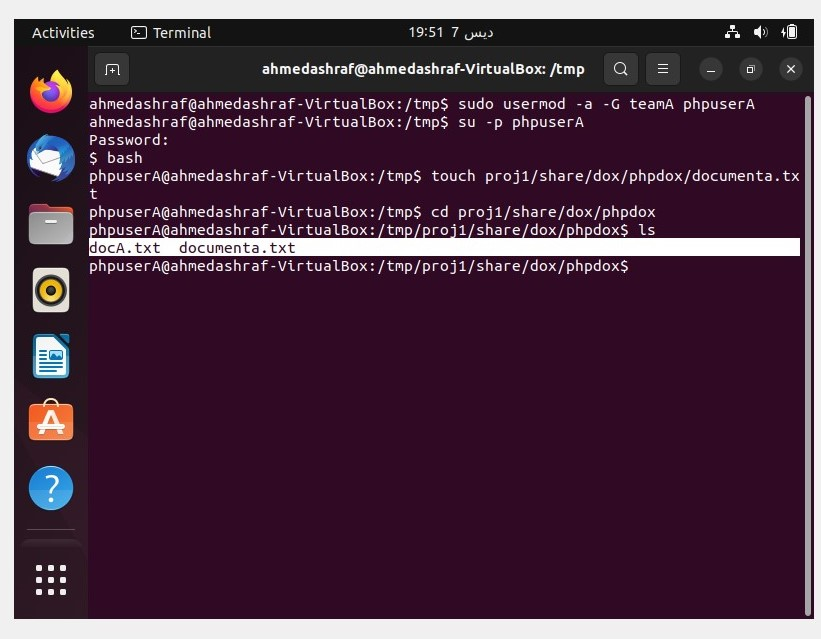 Activities Terminal 19:51 7 ديس
ahmedashraf@ahmedashraf-VirtualBox: /tmp
ahmedashraf@ahmedashraf-VirtualBox:/tmp$ sudo usermod -a -G teamA phpuserA
ahmedashraf@ahmedashraf-VirtualBox:/tmp$ su -p phpuserA
Password:
$ bash
phpuserA@ahmedashraf-VirtualBox:/tmp$ touch proj1/share/dox/phpdox/documenta.tx
t
phpuserA@ahmedashraf-VirtualBox:/tmp$ cd proj1/share/dox/phpdox
phpuserA@ahmedashraf-VirtualBox:/tmp/proj1/share/dox/phpdox$ ls
docA.txt  documenta.txt
phpuserA@ahmedashraf-VirtualBox:/tmp/proj1/share/dox/phpdox$